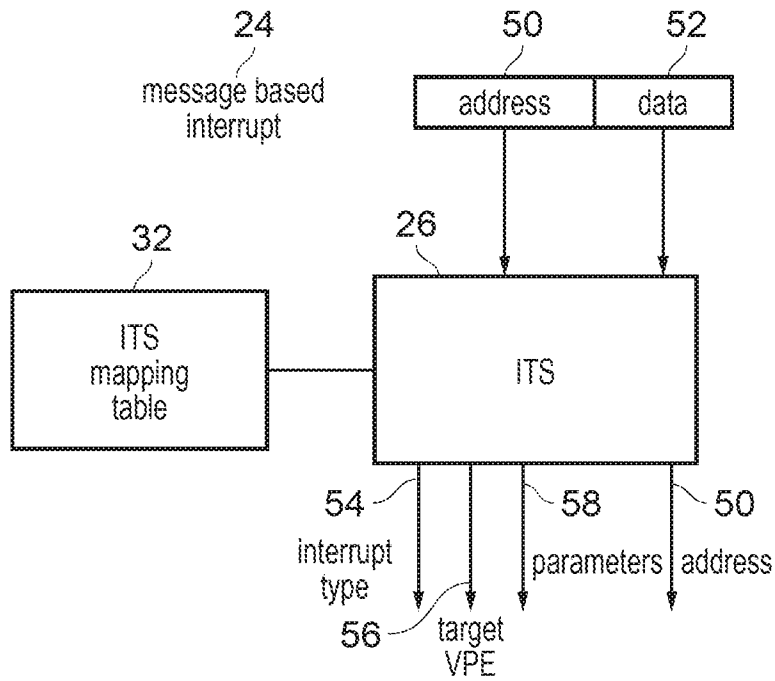 24
message based
interrupt
50
52
address
data
32
26
ITS
mapping
table
ITS
54
interrupt
type
56
target
VPE
58
parameters
50
address